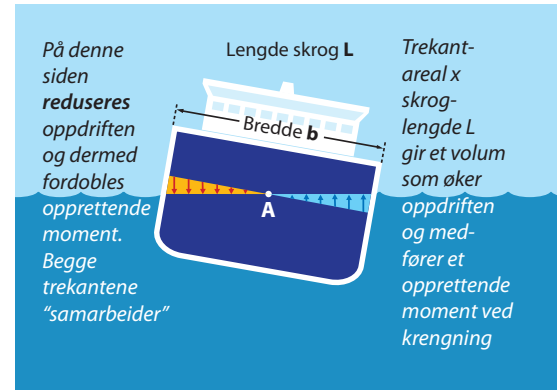 På denne
siden
reduseres
oppdriften
og dermed
fordobles
opprettende
moment.
Begge
trekantene
“samarbeider”
Lengde skrog L
Bredde b
A
Trekant-
areal x
skrog-
lengde L
gir et volum
som øker
oppdriften
og med-
fører et
opprettende
moment ved
krengning